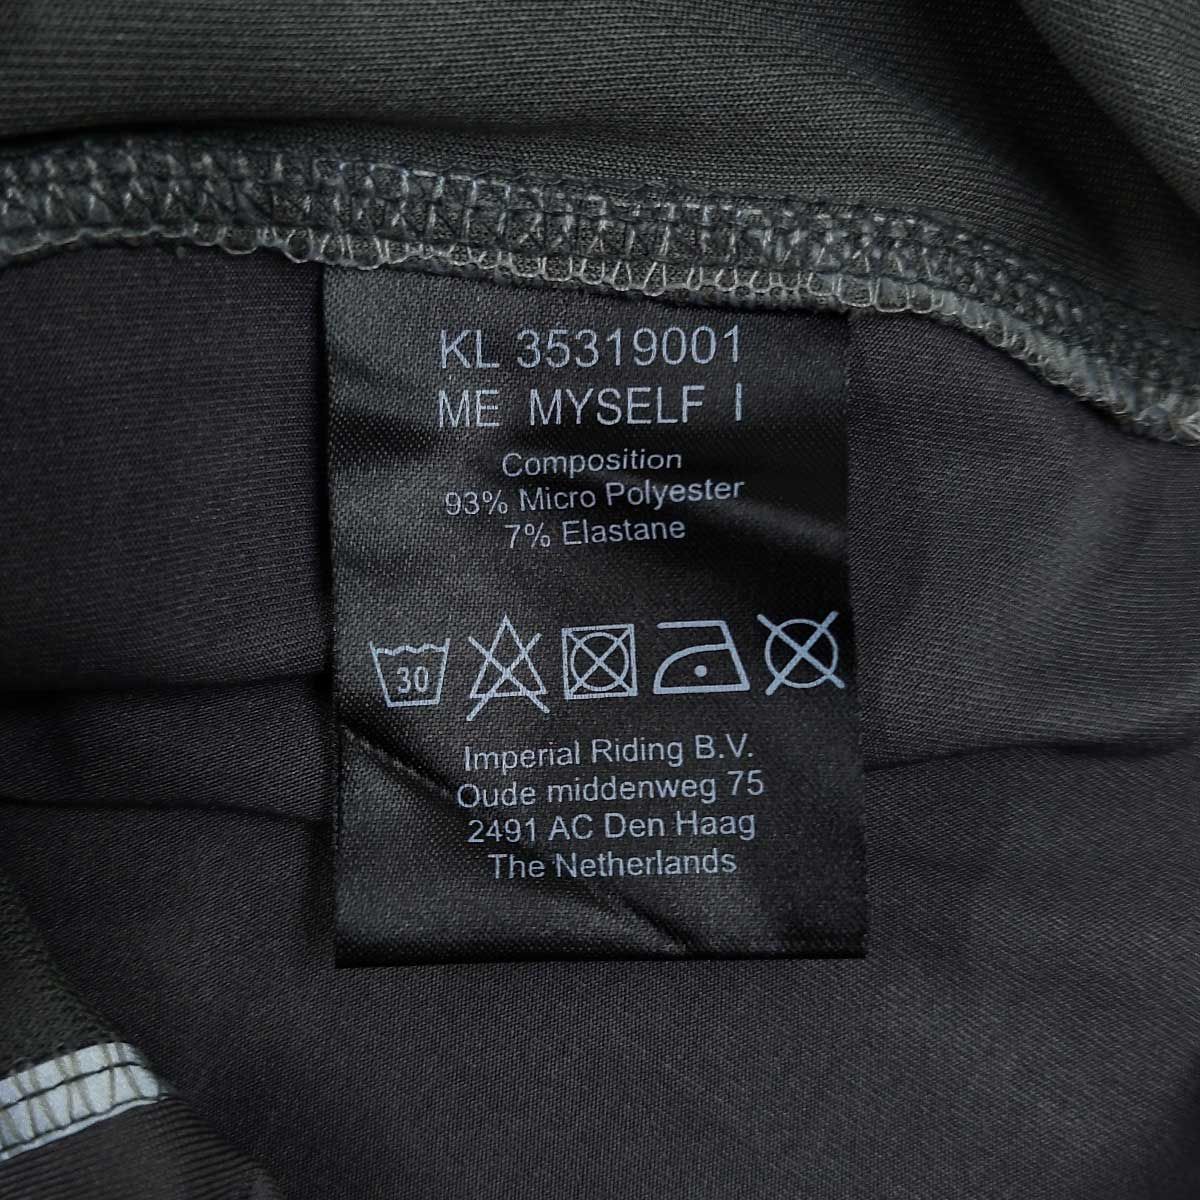 KL 35319001
ME MYSELF I
Composition
93% Micro Polyester
7% Elastane
30
Imperial Riding B.V.
Oude middenweg 75
2491 AC Den Haag
The Netherlands